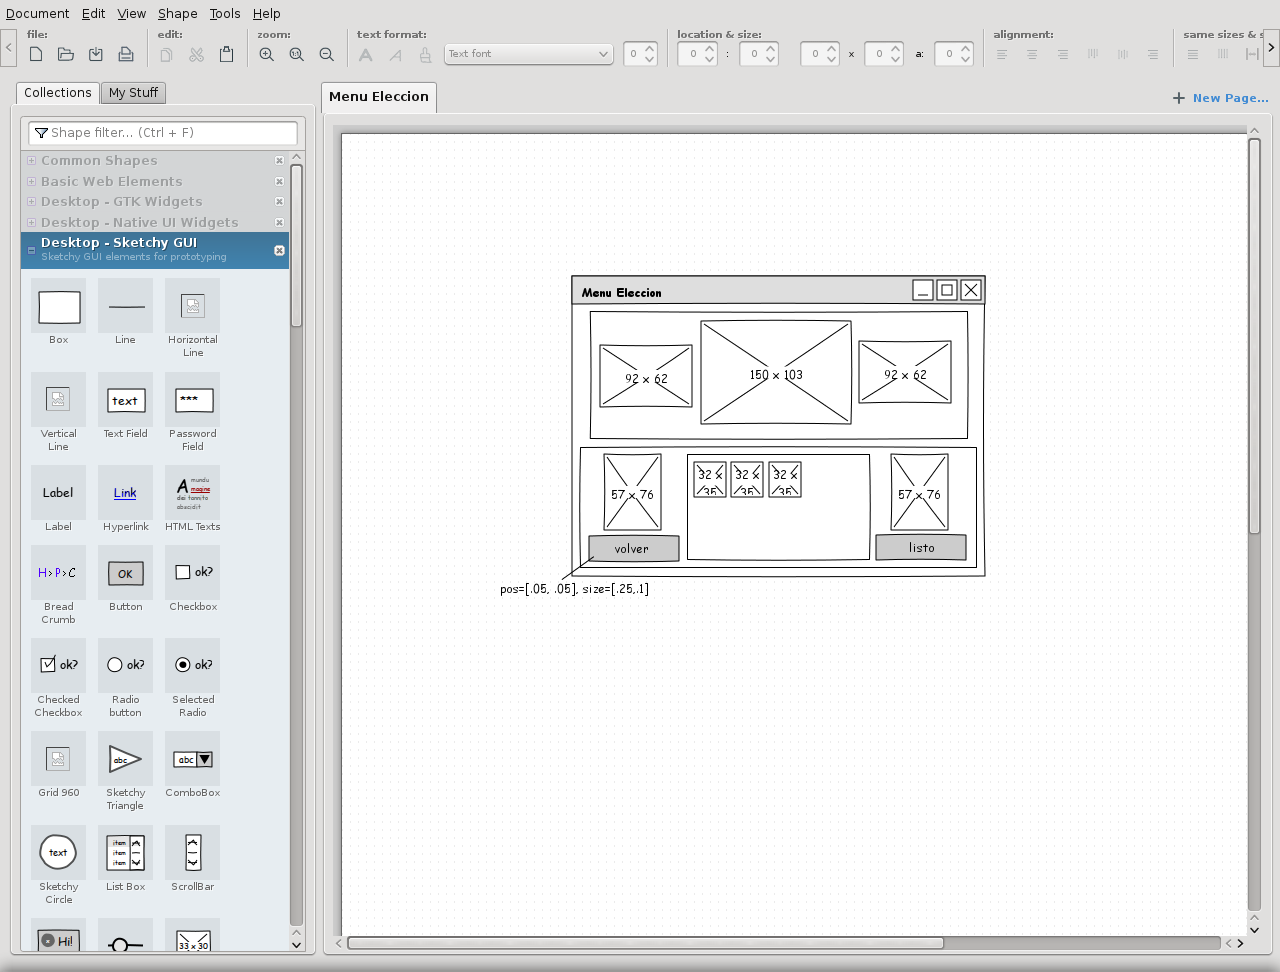 Document Edit View Shape Tools Help
file: edit: zoom: text format: location & size: alignment: same sizes & s
Text font 0 0 : 0 0 x 0 a: 0
Collections My Stuff
Menu Eleccion
New Page...
Shape filter... (Ctrl + F)
Common Shapes
Basic Web Elements
Desktop - GTK Widgets
Desktop - Native UI Widgets
Desktop - Sketchy GUI
Sketchy GUI elements for prototyping
Box Line Horizontal
Line
text ***
Vertical
Line
Text Field
Password
Field
Label Link A mundu
magine
dei tannito
abucidit
Label Hyperlink HTML Texts
H>P>C OK ok?
Bread
Crumb
Button Checkbox
ok? ok? ok?
Checked
Checkbox
Radio
button
Selected
Radio
abc abc
Grid 960
Sketchy
Triangle
ComboBox
text item
item
item
Sketchy
Circle
List Box ScrollBar
Hi! 33 x 30
Menu Eleccion
92 x 62 150 x 103 92 x 62
57 x 76 32 x
35
32 x
35
32 x
35
57 x 76
volver listo
pos=[.05, .05], size=[.25,.1]